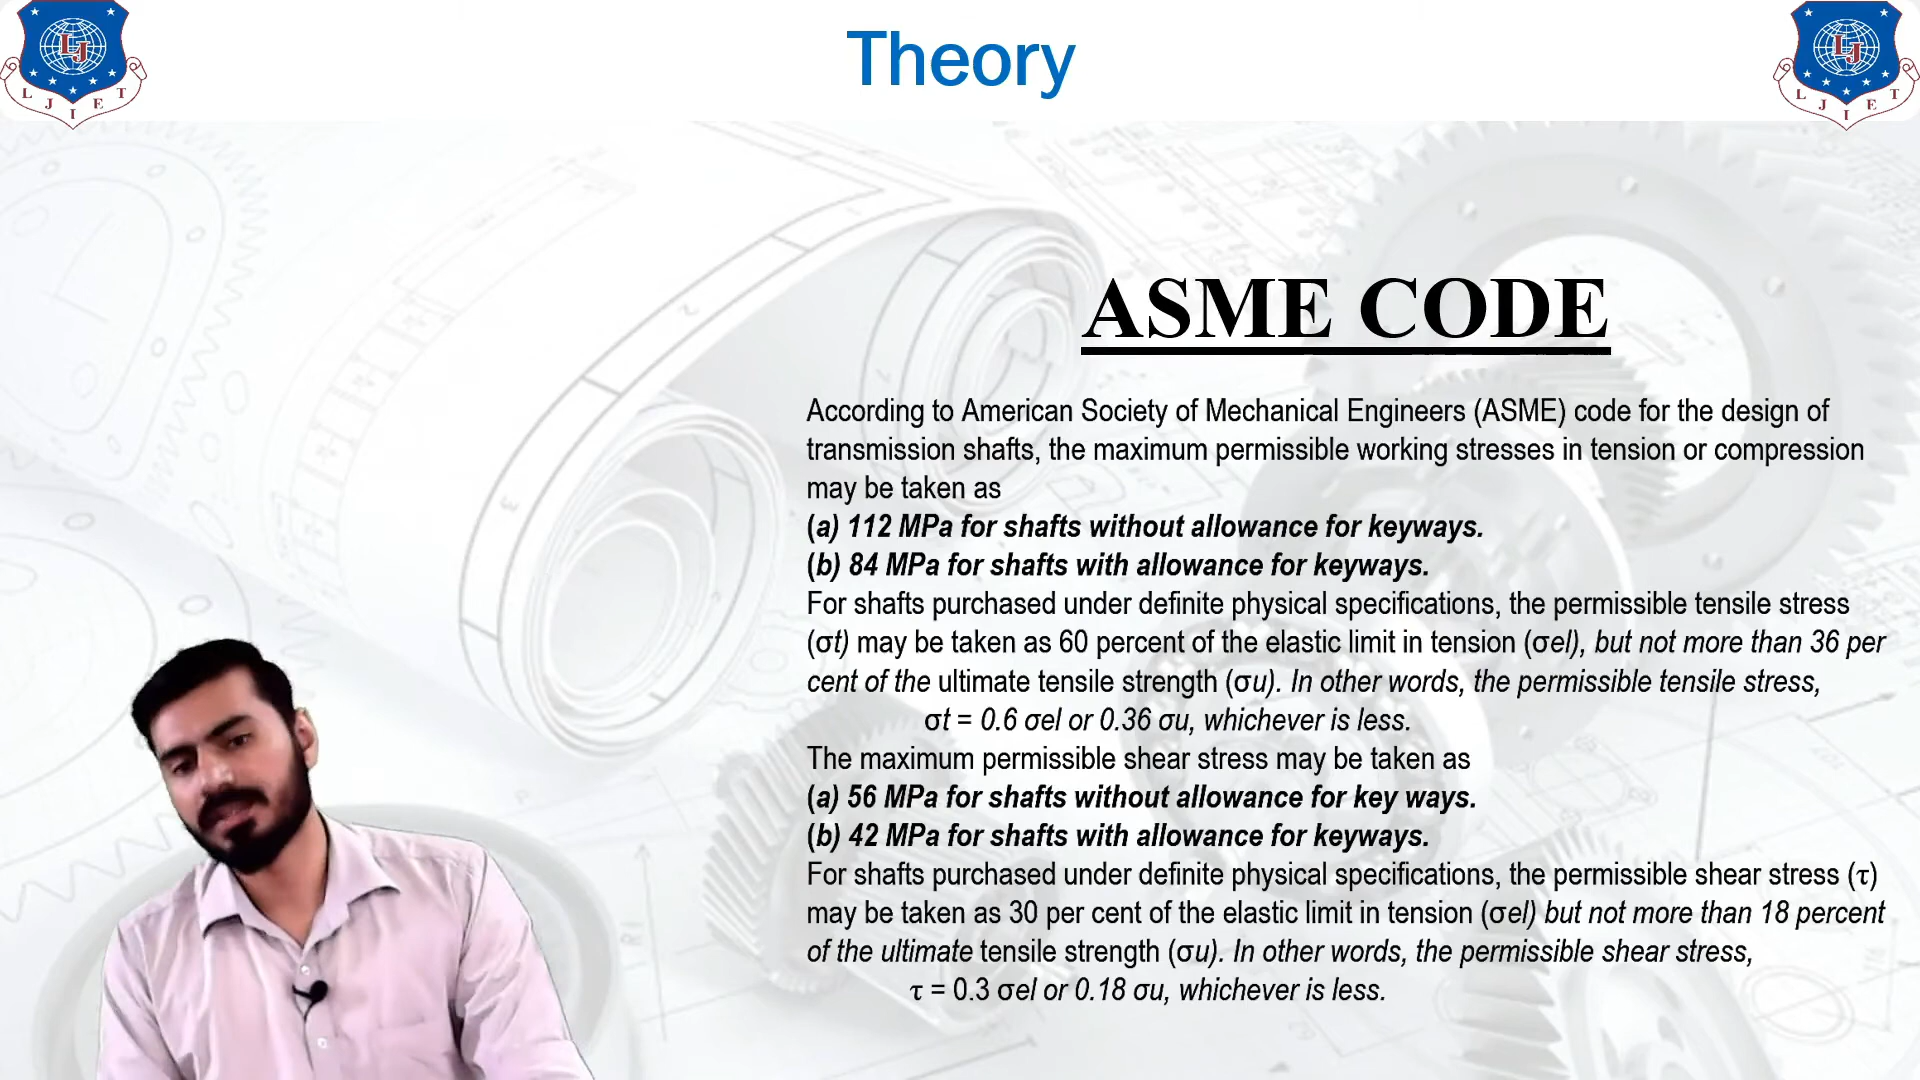 Theory
L J I E T
L J I E T
LJ
LJ
ASME CODE
According to American Society of Mechanical Engineers (ASME) code for the design of
transmission shafts, the maximum permissible working stresses in tension or compression
may be taken as
(a) 112 MPa for shafts without allowance for keyways.
(b) 84 MPa for shafts with allowance for keyways.
For shafts purchased under definite physical specifications, the permissible tensile stress
(σt) may be taken as 60 percent of the elastic limit in tension (σel), but not more than 36 per
cent of the ultimate tensile strength (σu). In other words, the permissible tensile stress,
σt = 0.6 σel or 0.36 σu, whichever is less.
The maximum permissible shear stress may be taken as
(a) 56 MPa for shafts without allowance for key ways.
(b) 42 MPa for shafts with allowance for keyways.
For shafts purchased under definite physical specifications, the permissible shear stress (τ)
may be taken as 30 per cent of the elastic limit in tension (σel) but not more than 18 percent
of the ultimate tensile strength (σu). In other words, the permissible shear stress,
τ = 0.3 σel or 0.18 σu, whichever is less.